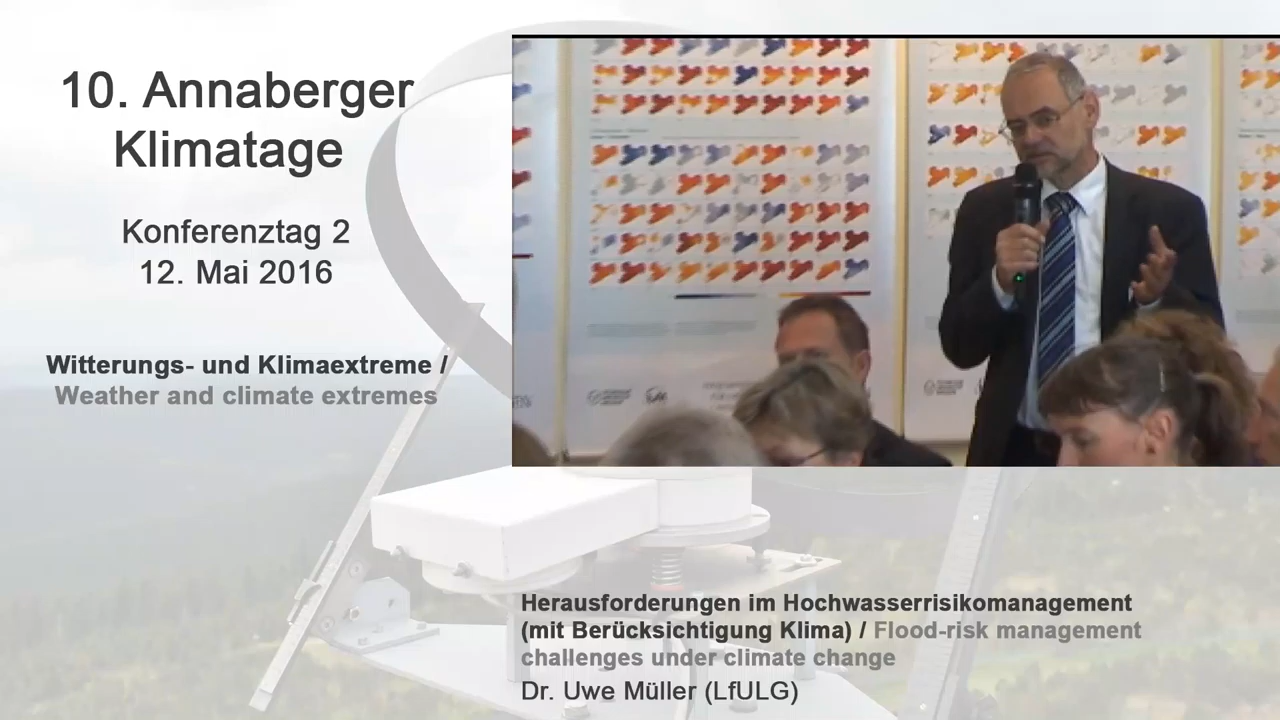 10. Annaberger
Klimatage
Konferenztag 2
12. Mai 2016
Witterungs- und Klimaextreme /
Weather and climate extremes
Herausforderungen im Hochwasserrisikomanagement
(mit Berücksichtigung Klima) / Flood-risk management
challenges under climate change
Dr. Uwe Müller (LfULG)